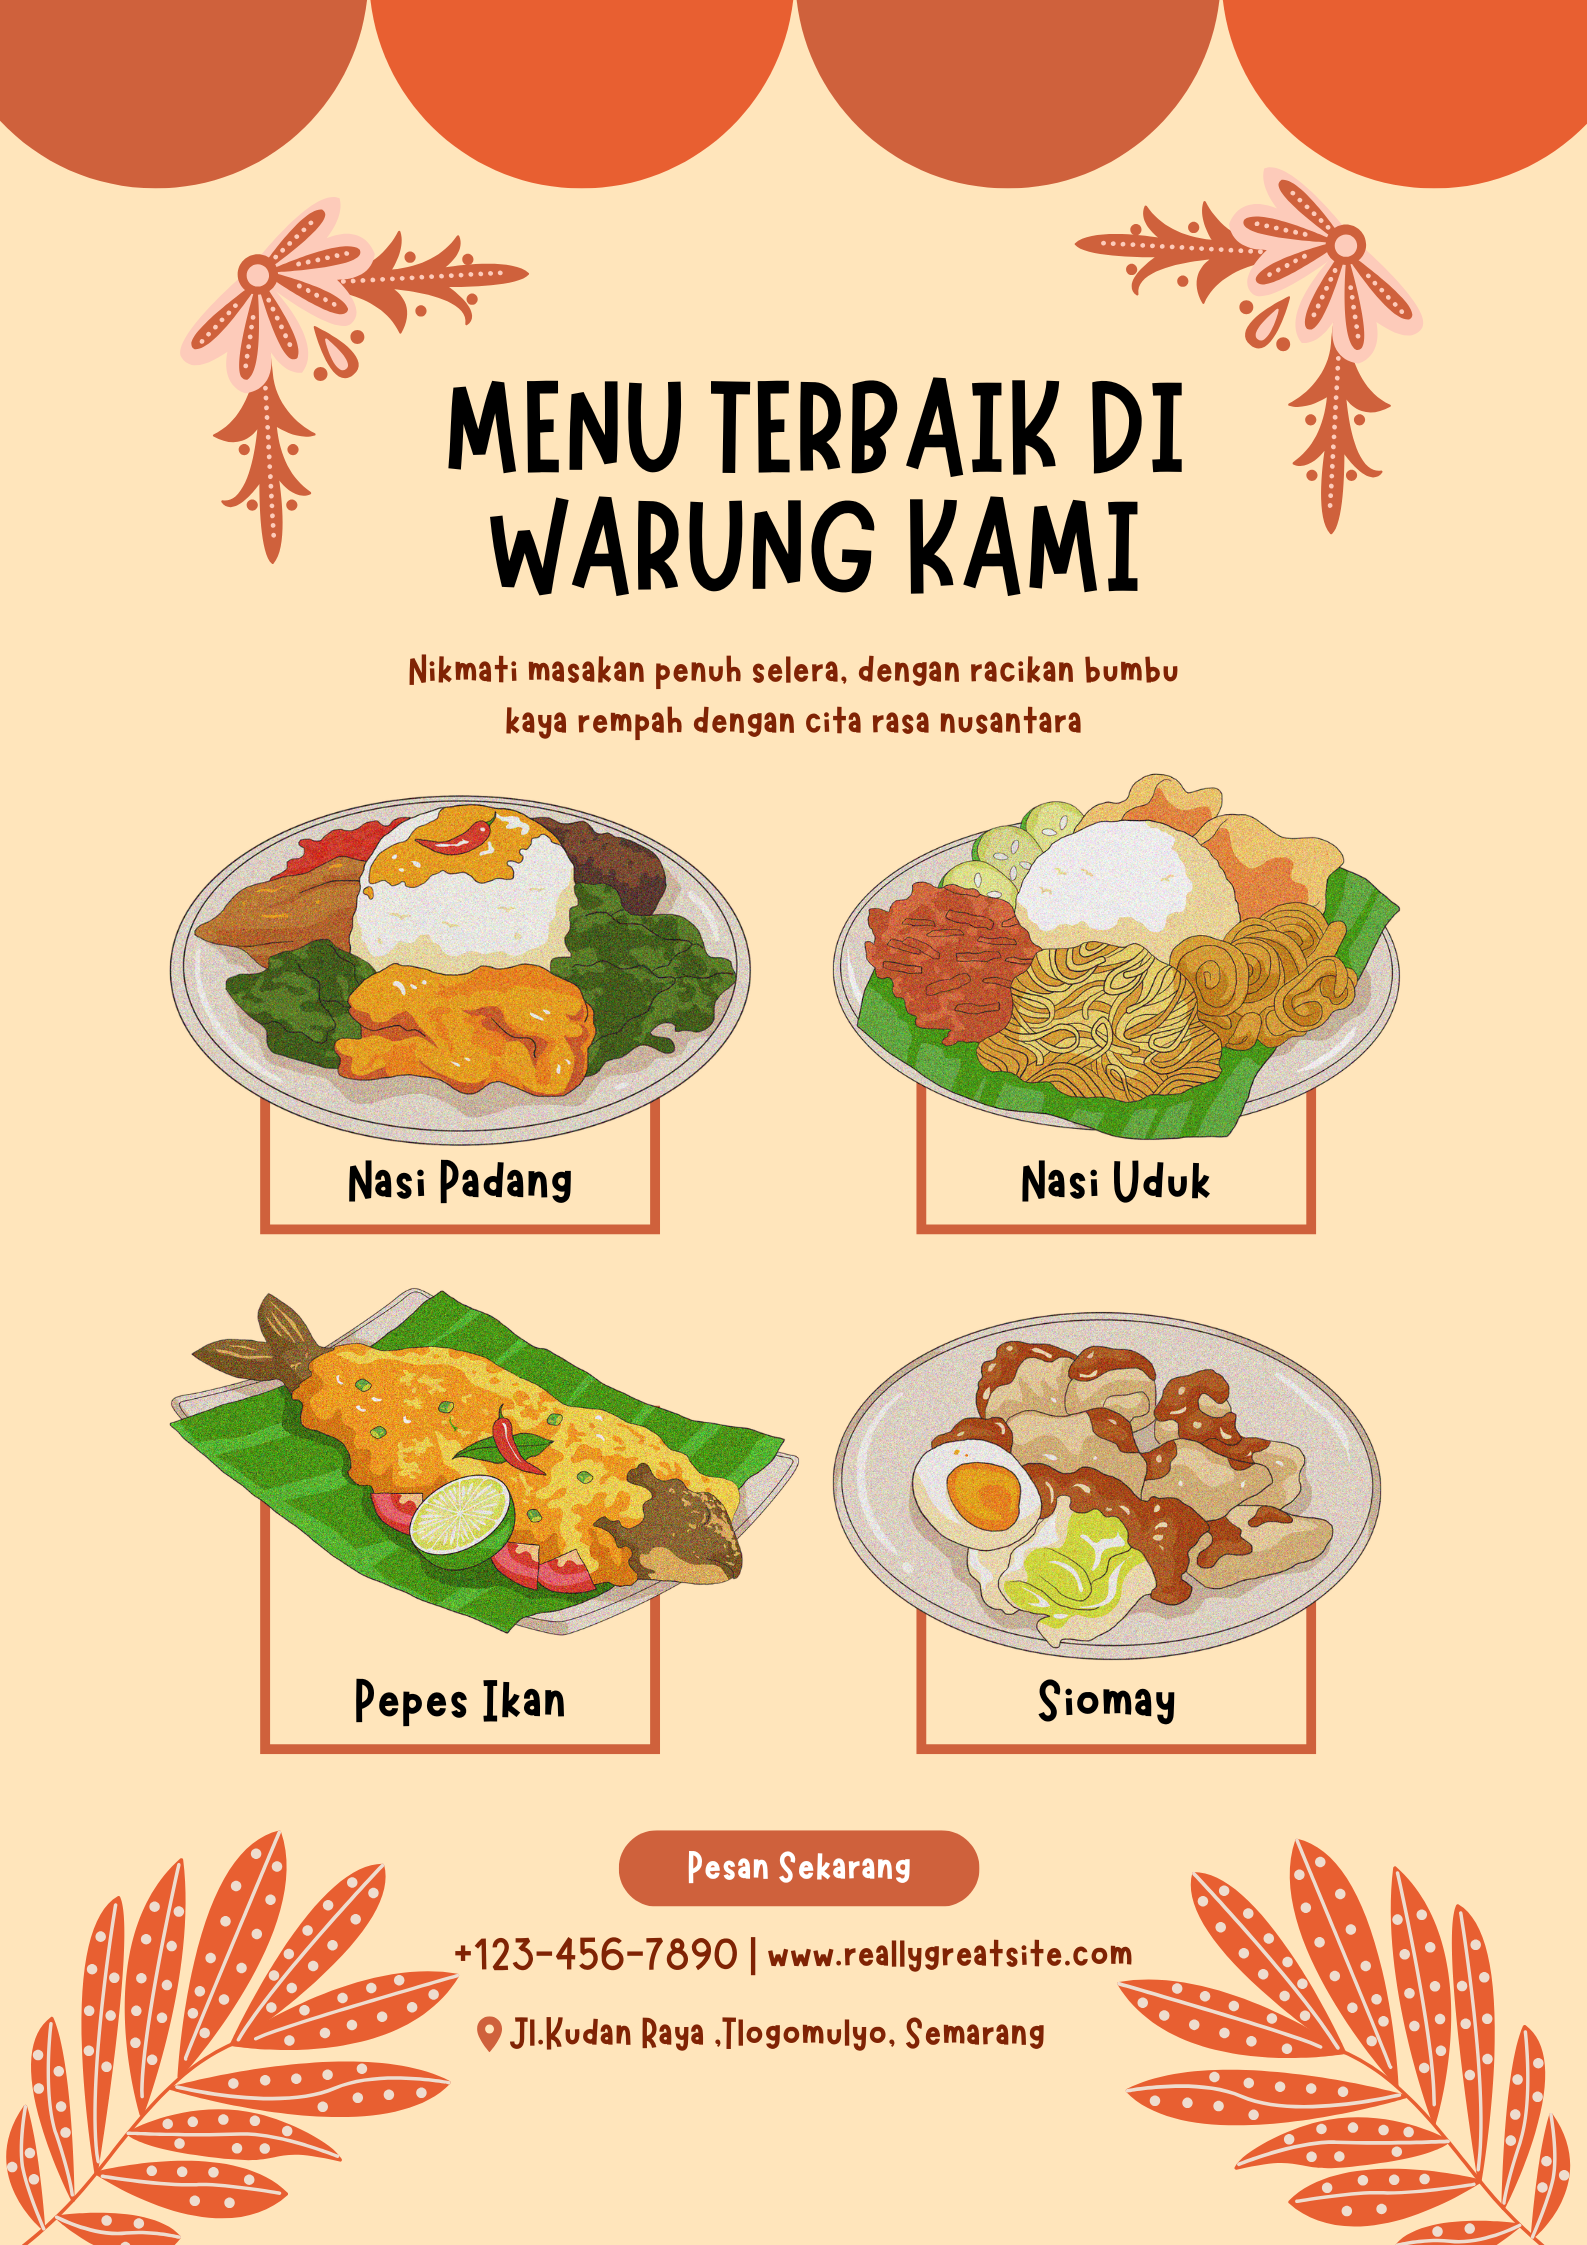 MENU TERBAIK DI
WARUNG KAMI
Nikmati masakan penuh selera, dengan racikan bumbu
kaya rempah dengan cita rasa nusantara
Nasi Padang
Nasi Uduk
Pepes Ikan
Siomay
Pesan Sekarang
+123-456-7890 | www.reallygreatsite.com
Jl.Kudan Raya ,Tlogomulyo, Semarang